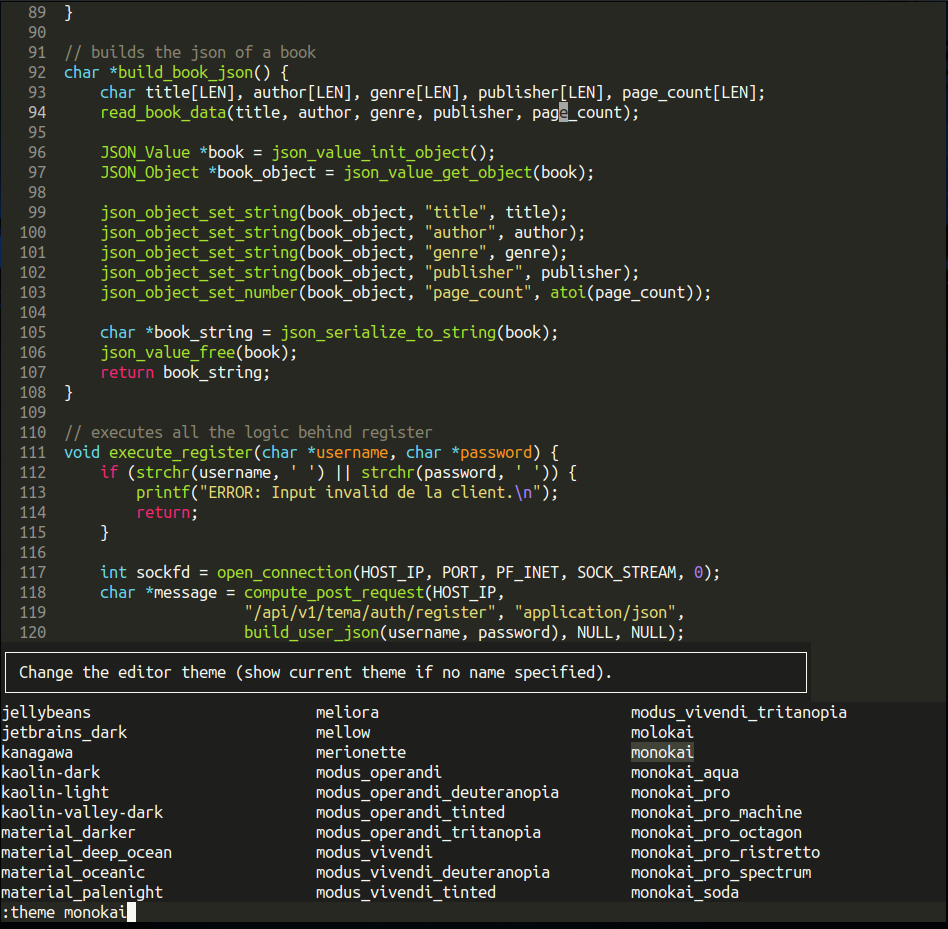 89 }
90
91 // builds the json of a book
92 char *build_book_json() {
93     char title[LEN], author[LEN], genre[LEN], publisher[LEN], page_count[LEN];
94     read_book_data(title, author, genre, publisher, page_count);
95
96     JSON_Value *book = json_value_init_object();
97     JSON_Object *book_object = json_value_get_object(book);
98
99     json_object_set_string(book_object, "title", title);
100     json_object_set_string(book_object, "author", author);
101     json_object_set_string(book_object, "genre", genre);
102     json_object_set_string(book_object, "publisher", publisher);
103     json_object_set_number(book_object, "page_count", atoi(page_count));
104
105     char *book_string = json_serialize_to_string(book);
106     json_value_free(book);
107     return book_string;
108 }
109
110 // executes all the logic behind register
111 void execute_register(char *username, char *password) {
112     if (strchr(username, ' ') || strchr(password, ' ')) {
113         printf("ERROR: Input invalid de la client.\n");
114         return;
115     }
116
117     int sockfd = open_connection(HOST_IP, PORT, PF_INET, SOCK_STREAM, 0);
118     char *message = compute_post_request(HOST_IP,
119                     "/api/v1/tema/auth/register", "application/json",
120                     build_user_json(username, password), NULL, NULL);
Change the editor theme (show current theme if no name specified).
jellybeans meliora modus_vivendi_tritanopia
jetbrains_dark mellow molokai
kanagawa merionette monokai
kaolin-dark modus_operandi monokai_aqua
kaolin-light modus_operandi_deuteranopia monokai_pro
kaolin-valley-dark modus_operandi_tinted monokai_pro_machine
material_darker modus_operandi_tritanopia monokai_pro_octagon
material_deep_ocean modus_vivendi monokai_pro_ristretto
material_oceanic modus_vivendi_deuteranopia monokai_pro_spectrum
material_palenight modus_vivendi_tinted monokai_soda
:theme monokai